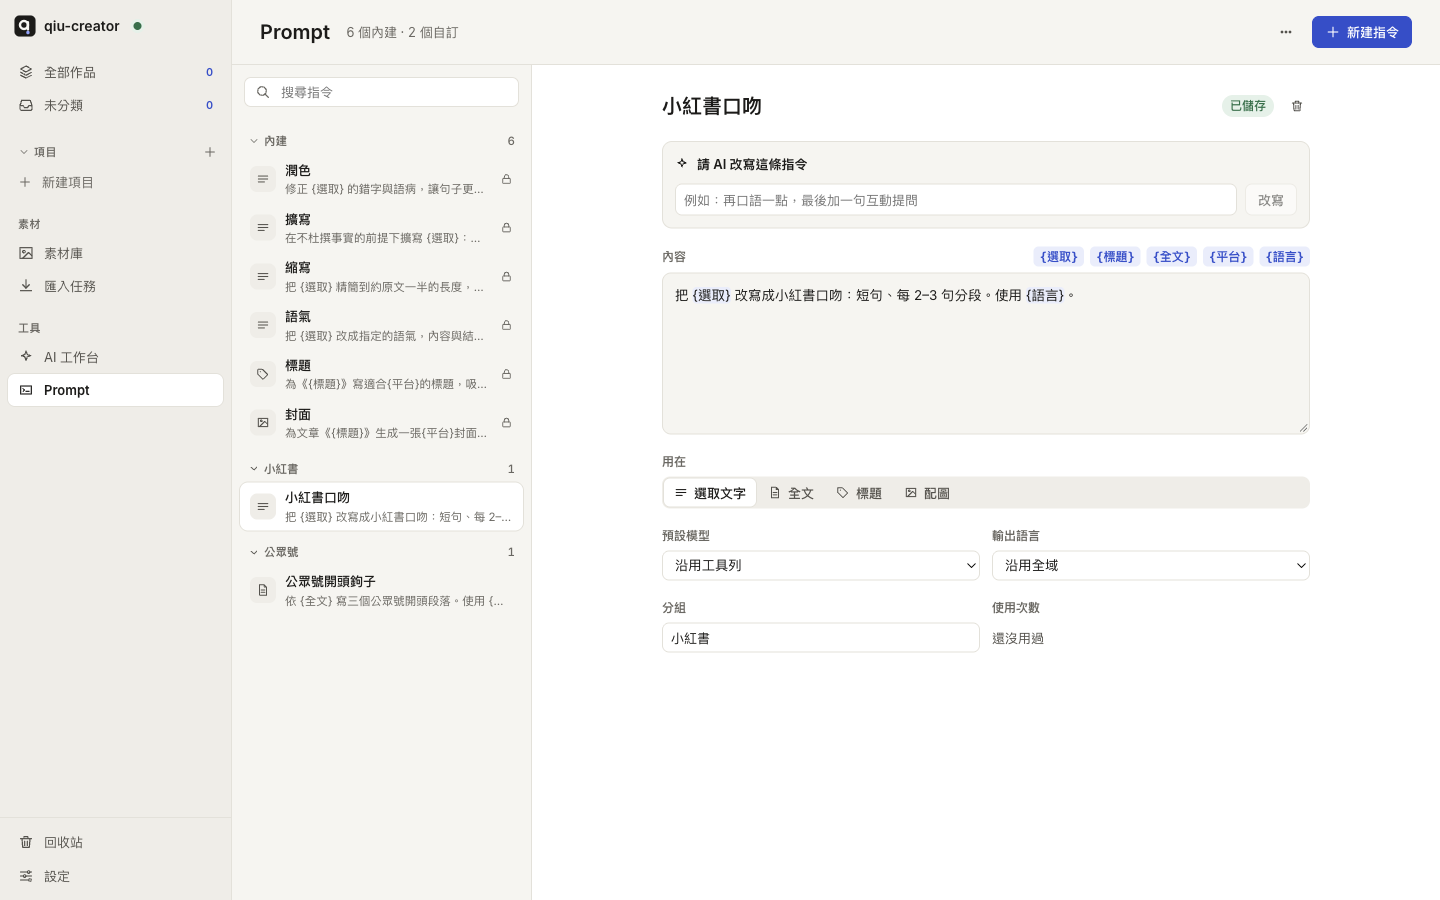 qiu-creator
全部作品 0
未分類 0
項目
新建項目
素材
素材庫
匯入任務
工具
AI 工作台
Prompt
回收站
設定
Prompt 6 個內建 · 2 個自訂
新建指令
搜尋指令
內建 6
潤色
修正 {選取} 的錯字與語病，讓句子更...
擴寫
在不杜撰事實的前提下擴寫 {選取}：...
縮寫
把 {選取} 精簡到約原文一半的長度，...
語氣
把 {選取} 改成指定的語氣，內容與結...
標題
為《{標題}》寫適合{平台}的標題，吸...
封面
為文章《{標題}》生成一張{平台}封面...
小紅書 1
小紅書口吻
把 {選取} 改寫成小紅書口吻：短句、每 2–...
公眾號 1
公眾號開頭鉤子
依 {全文} 寫三個公眾號開頭段落。使用 {...
小紅書口吻
已儲存
請 AI 改寫這條指令
例如：再口語一點，最後加一句互動提問
改寫
內容 {選取} {標題} {全文} {平台} {語言}
把 {選取} 改寫成小紅書口吻：短句、每 2–3 句分段。使用 {語言}。
用在
選取文字 全文 標題 配圖
預設模型 輸出語言
沿用工具列 沿用全域
分組 使用次數
小紅書 還沒用過